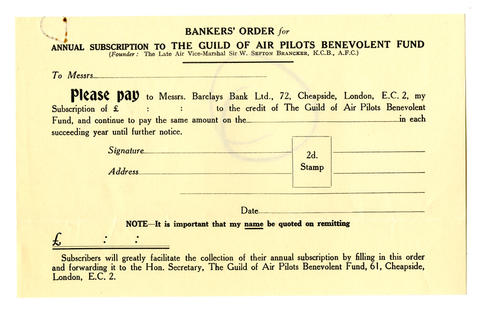 BANKERS' ORDER for
ANNUAL SUBSCRIPTION TO THE GUILD OF AIR PILOTS BENEVOLENT FUND
(Founder: The Late Air Vice-Marshal Sir W. SEFTON BRANCKER, K.C.B., A.F.C.)
To Messrs.
Please pay to Messrs. Barclays Bank Ltd., 72, Cheapside, London, E.C. 2, my
Subscription of £ : : to the credit of The Guild of Air Pilots Benevolent
Fund, and continue to pay the same amount on the in each
succeeding year until further notice.
Signature
2d.
Stamp
Address
Date
NOTE—It is important that my name be quoted on remitting
£ : :
Subscribers will greatly facilitate the collection of their annual subscription by filling in this order
and forwarding it to the Hon. Secretary, The Guild of Air Pilots Benevolent Fund, 61, Cheapside,
London, E.C. 2.